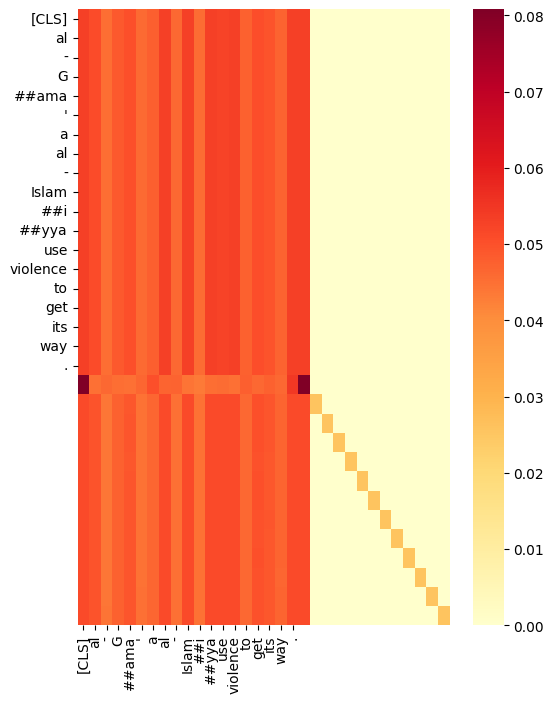 [CLS]
al
-
G
##ama
'
a
al
-
Islam
##i
##yya
use
violence
to
get
its
way
.
0.08
0.07
0.06
0.05
0.04
0.03
0.02
0.01
0.00
[CLS]
al
-
G
##ama
'
a
al
-
Islam
##i
##yya
use
violence
to
get
its
way
.